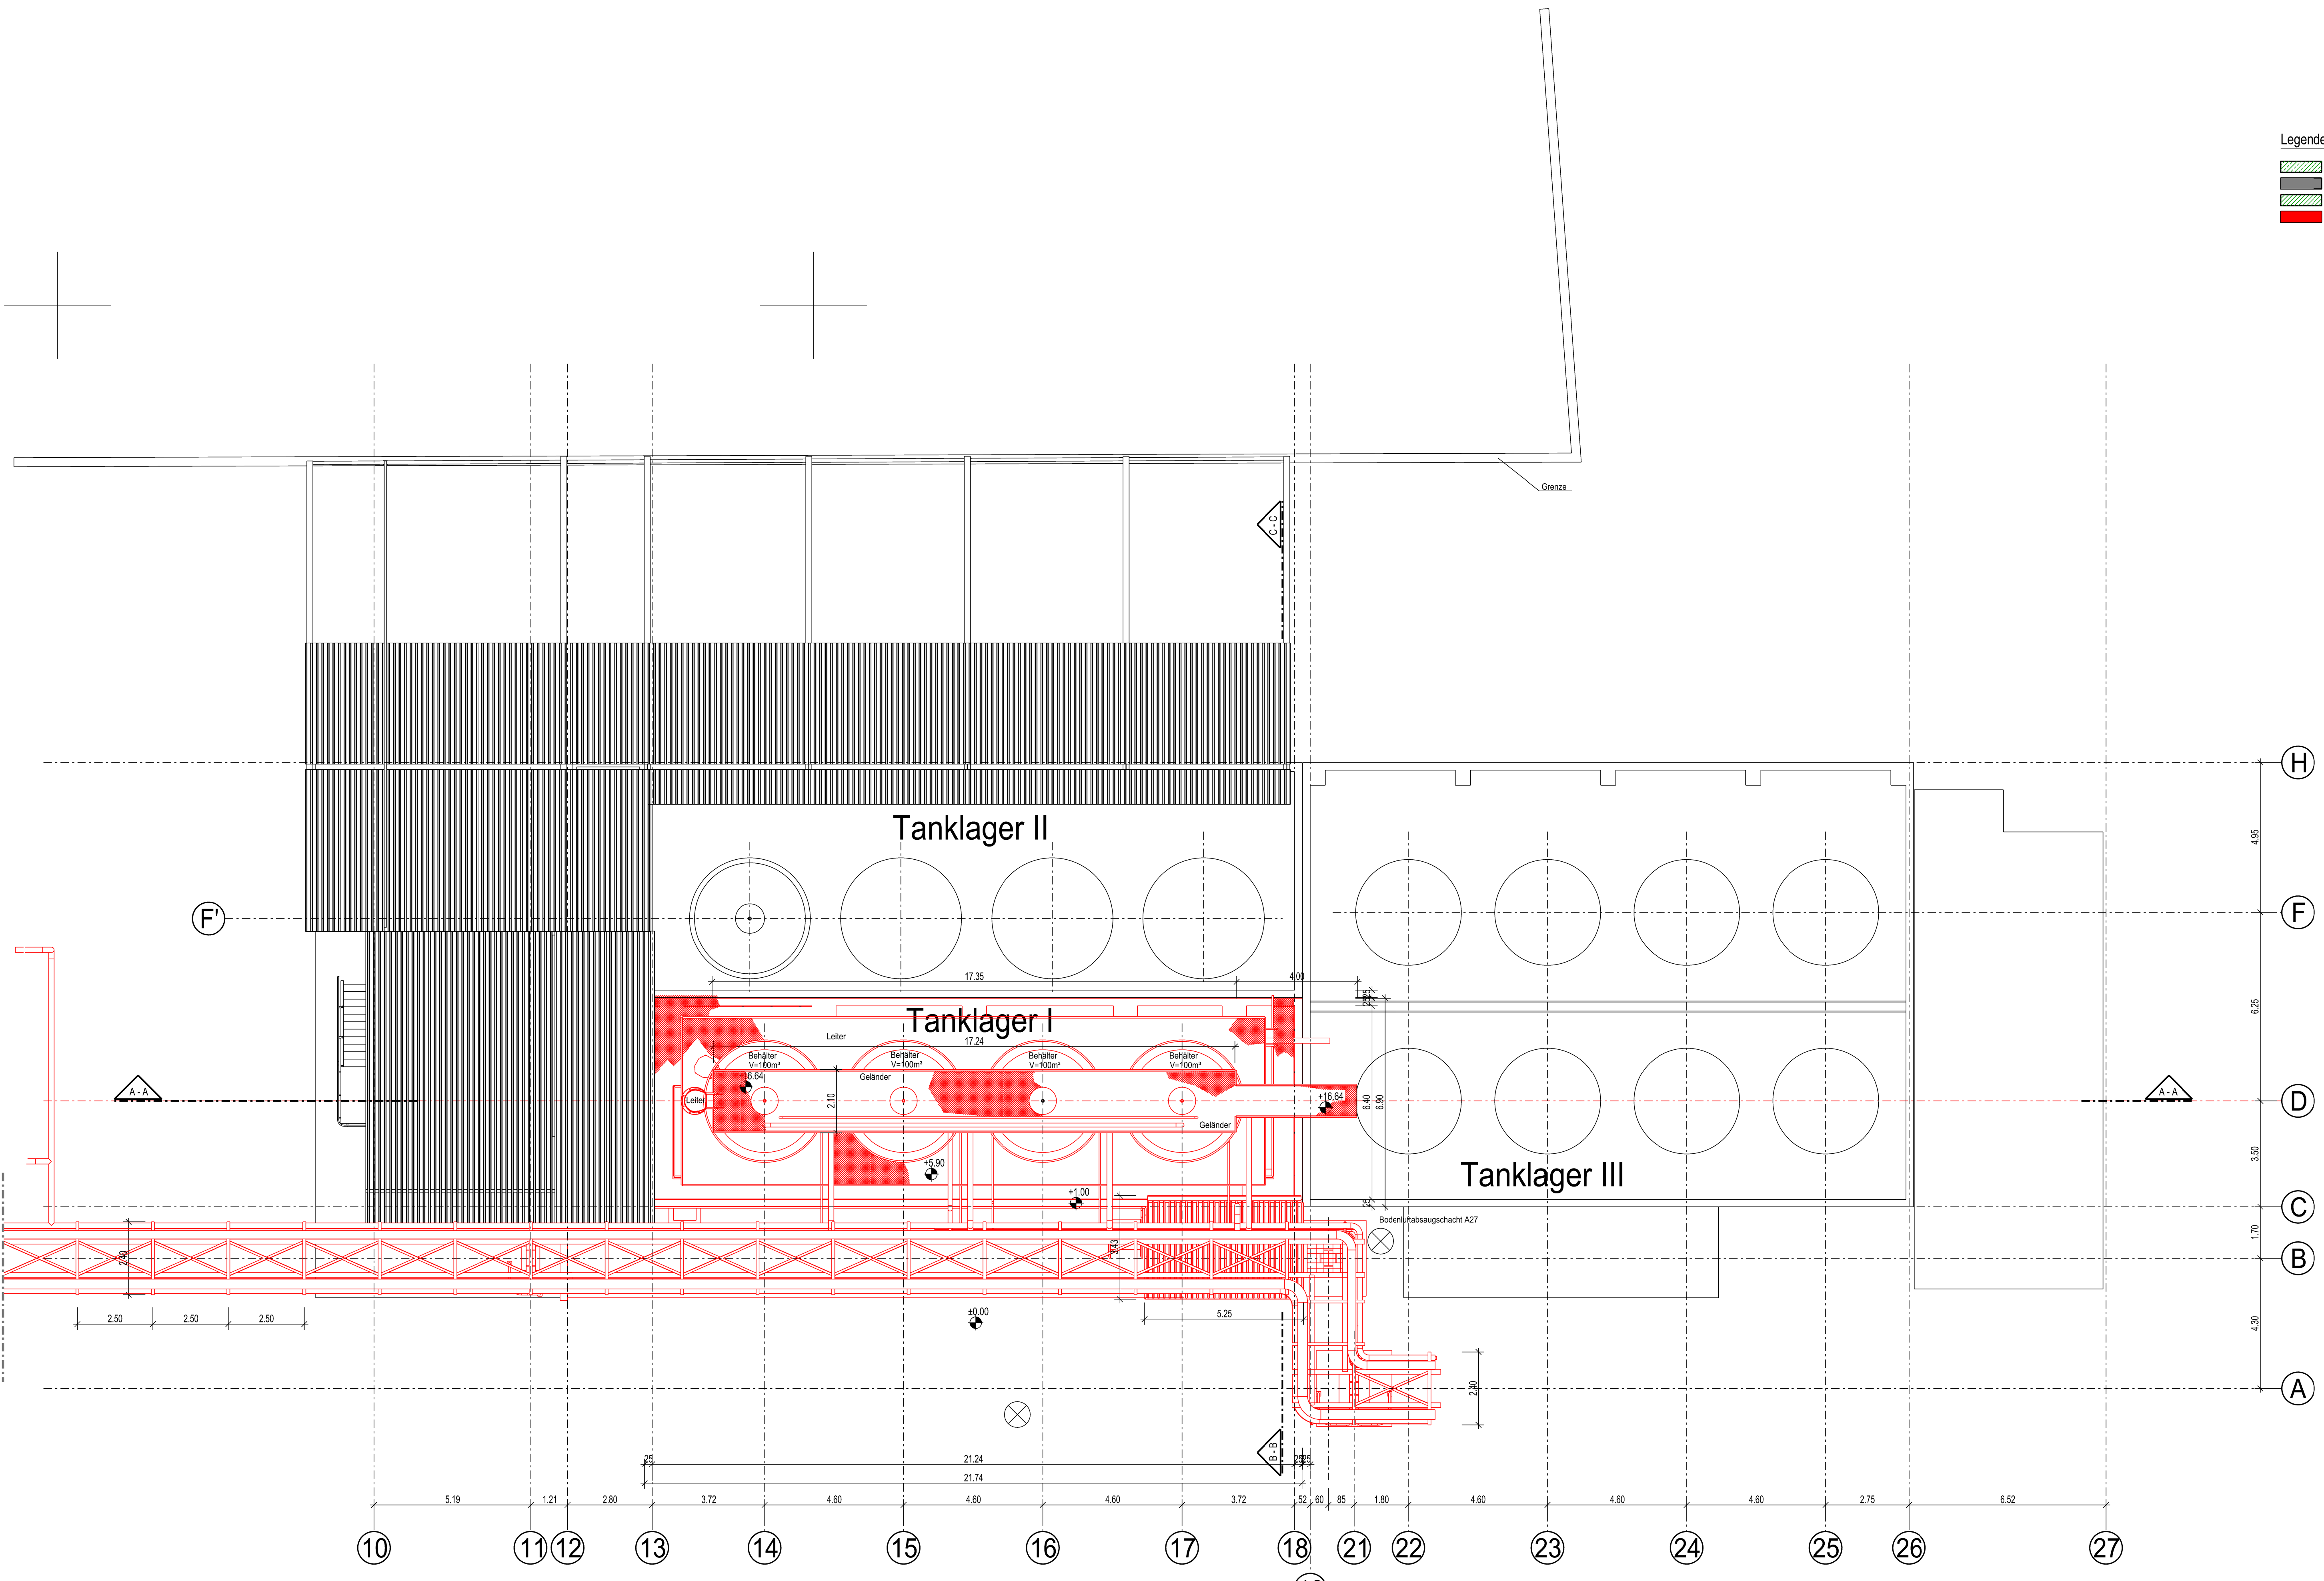 Legende
Grenze
C - C
H
Tanklager II
4.95
F'
F
17.35
4.00
25
6.25
Tanklager I
Leiter
17.24
Behälter
V=100m³
Behälter
V=100m³
Behälter
V=100m³
Behälter
V=100m³
Geländer
A - A
Leiter
2.10
+16.64
6.40
6.90
A - A
D
Geländer
3.50
+5.90
Tanklager III
+1.00
25
C
Bodenluftabsaugschacht A27
1.70
2.40
3.43
B
±0.00
2.50
2.50
2.50
5.25
4.30
2.40
A
B - B
25
21.24
21.74
5.19
1.21
2.80
3.72
4.60
4.60
4.60
3.72
52
60
85
1.80
4.60
4.60
4.60
2.75
6.52
10
11
12
13
14
15
16
17
18
21
22
23
24
25
26
27